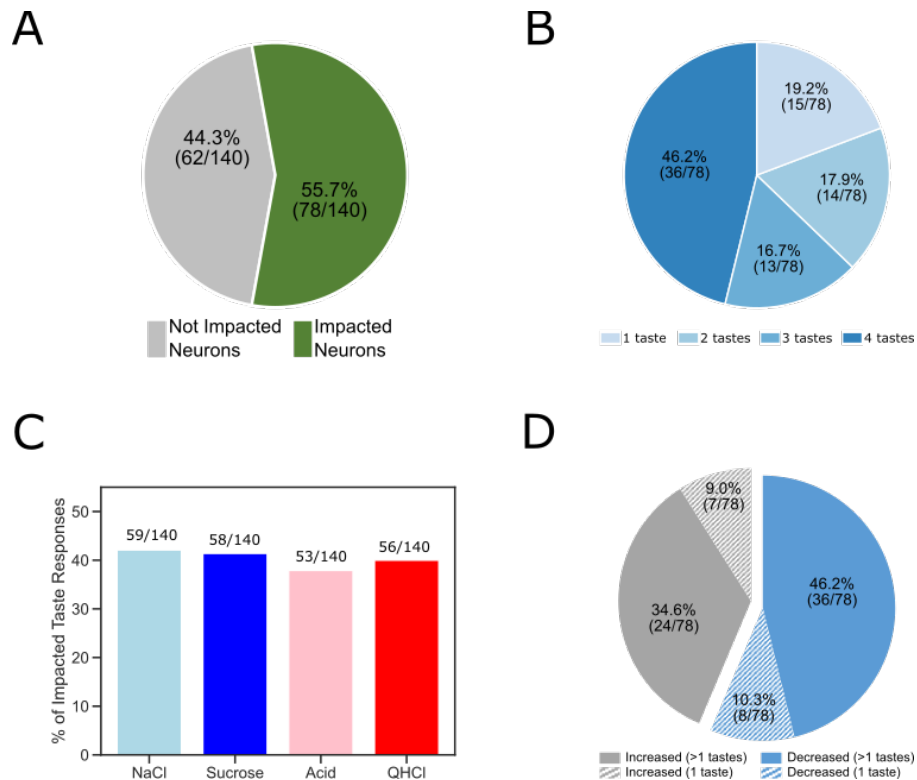 A
44.3%
(62/140)
55.7%
(78/140)
Not Impacted
Neurons
Impacted
Neurons
B
19.2%
(15/78)
17.9%
(14/78)
16.7%
(13/78)
46.2%
(36/78)
1 taste
2 tastes
3 tastes
4 tastes
C
% of Impacted Taste Responses
50
40
30
20
10
0
59/140
58/140
53/140
56/140
NaCl
Sucrose
Acid
QHCl
D
9.0%
(7/78)
46.2%
(36/78)
34.6%
(24/78)
10.3%
(8/78)
Increased (>1 tastes)
Decreased (>1 tastes)
Increased (1 taste)
Decreased (1 taste)